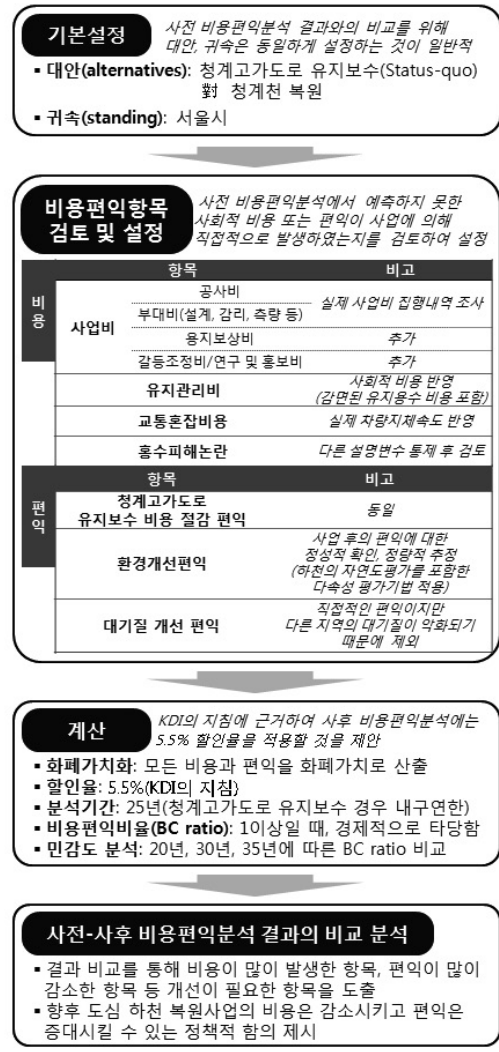 기본설정
사전 비용편익분석 결과와의 비교를 위해
대안, 귀속은 동일하게 설정하는 것이 일반적
▪ 대안(alternatives): 청계고가도로 유지보수(Status-quo)
對 청계천 복원
▪ 귀속(standing): 서울시
비용편익항목
검토 및 설정
사전 비용편익분석에서 예측하지 못한
사회적 비용 또는 편익이 사업에 의해
직접적으로 발생하였는지를 검토하여 설정
비용
항목 비고
사업비
공사비
부대비(설계, 감리, 측량 등)
실제 사업비 집행내역 조사
용지보상비 추가
갈등조정비/연구 및 홍보비 추가
유지관리비
사회적 비용 반영
(감면된 유지용수 비용 포함)
교통혼잡비용 실제 차량지체속도 반영
홍수피해논란 다른 설명변수 통제 후 검토
편익
항목 비고
청계고가도로
유지보수 비용 절감 편익
동일
환경개선편익
사업 후의 편익에 대한
정성적 확인, 정량적 추정
(하천의 자연도평가를 포함한
다속성 평가기법 적용)
대기질 개선 편익
직접적인 편익이지만
다른 지역의 대기질이 악화되기
때문에 제외
계산
KDI의 지침에 근거하여 사후 비용편익분석에는
5.5% 할인율을 적용할 것을 제안
▪ 화폐가치화: 모든 비용과 편익을 화폐가치로 산출
▪ 할인율: 5.5%(KDI의 지침)
▪ 분석기간: 25년(청계고가도로 유지보수 경우 내구연한)
▪ 비용편익비율(BC ratio): 1이상일 때, 경제적으로 타당함
▪ 민감도 분석: 20년, 30년, 35년에 따른 BC ratio 비교
사전-사후 비용편익분석 결과의 비교 분석
▪ 결과 비교를 통해 비용이 많이 발생한 항목, 편익이 많이
감소한 항목 등 개선이 필요한 항목을 도출
▪ 향후 도심 하천 복원사업의 비용은 감소시키고 편익은
증대시킬 수 있는 정책적 함의 제시